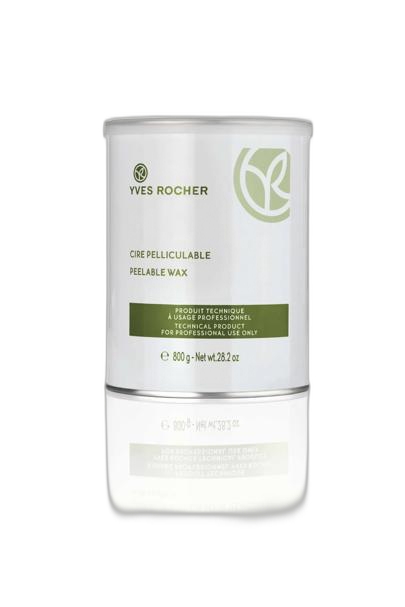 YVES ROCHER
CIRE PELLICULABLE
PEELABLE WAX
PRODUIT TECHNIQUE
À USAGE PROFESSIONNEL
TECHNICAL PRODUCT
FOR PROFESSIONAL USE ONLY
℮ 800 g - Net wt. 28.2 oz